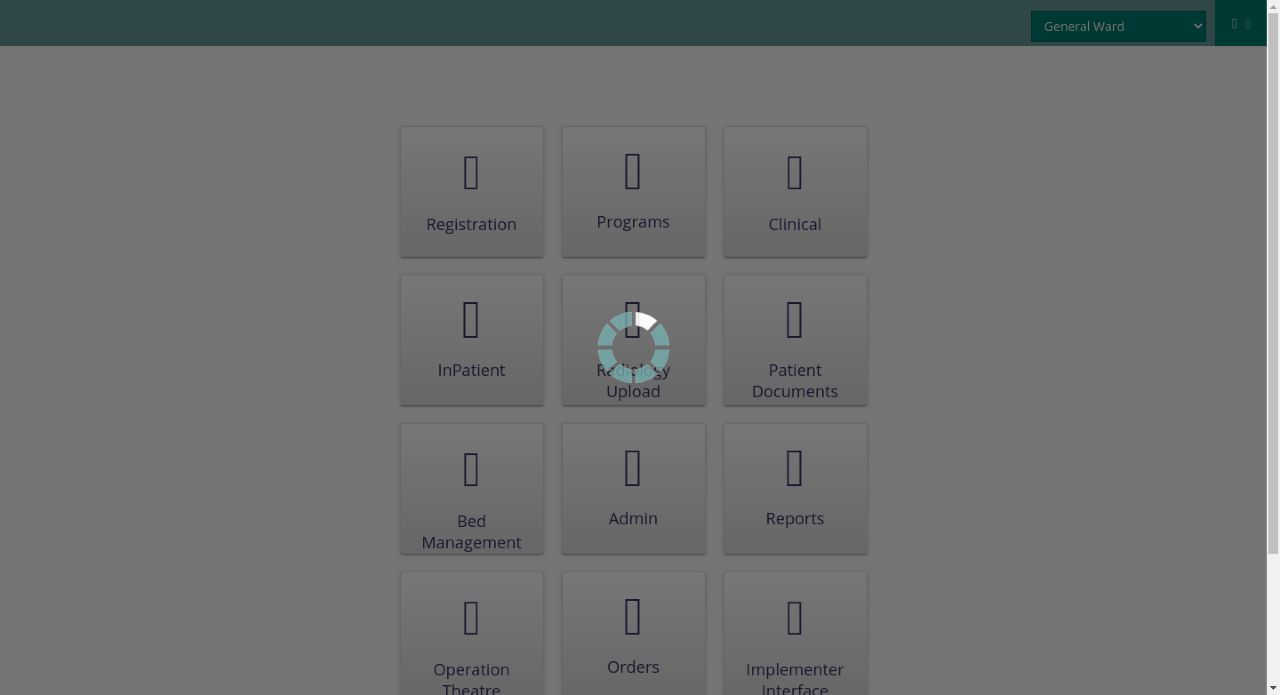 General Ward
Registration
Programs
Clinical
InPatient
Radiology
Upload
Patient
Documents
Bed
Management
Admin
Reports
Operation
Theatre
Orders
Implementer
Interface